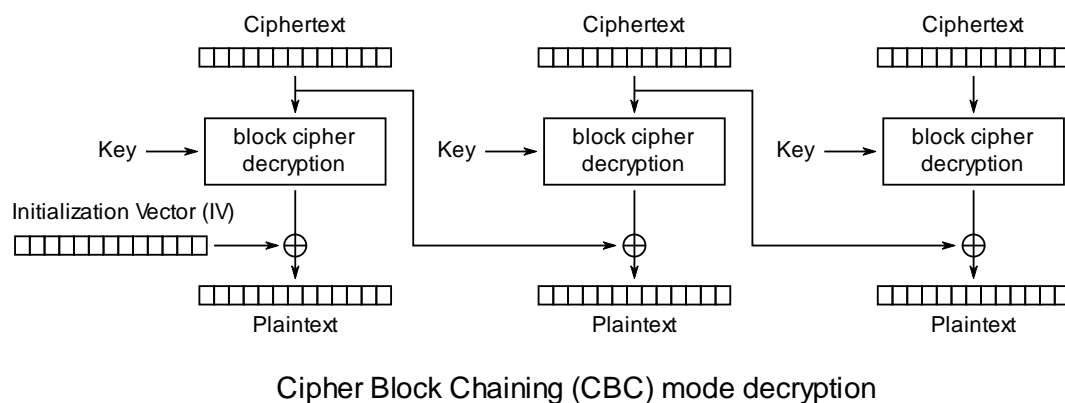 Ciphertext
Ciphertext
Ciphertext
Key
block cipher
decryption
Key
block cipher
decryption
Key
block cipher
decryption
Initialization Vector (IV)
Plaintext
Plaintext
Plaintext
Cipher Block Chaining (CBC) mode decryption